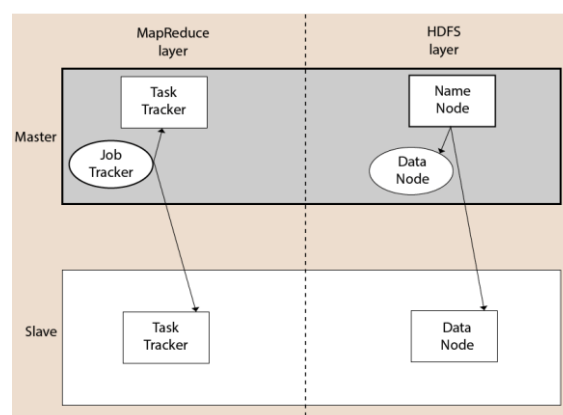 MapReduce
layer
HDFS
layer
Master
Task
Tracker
Name
Node
Job
Tracker
Data
Node
Slave
Task
Tracker
Data
Node